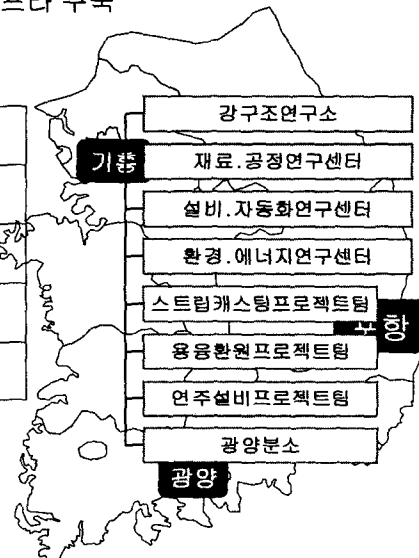 강구조연구소
기흥
재료.공정연구센터
설비.자동화연구센터
환경.에너지연구센터
스트립캐스팅프로젝트팀
포항
용융환원프로젝트팀
연주설비프로젝트팀
광양분소
광양